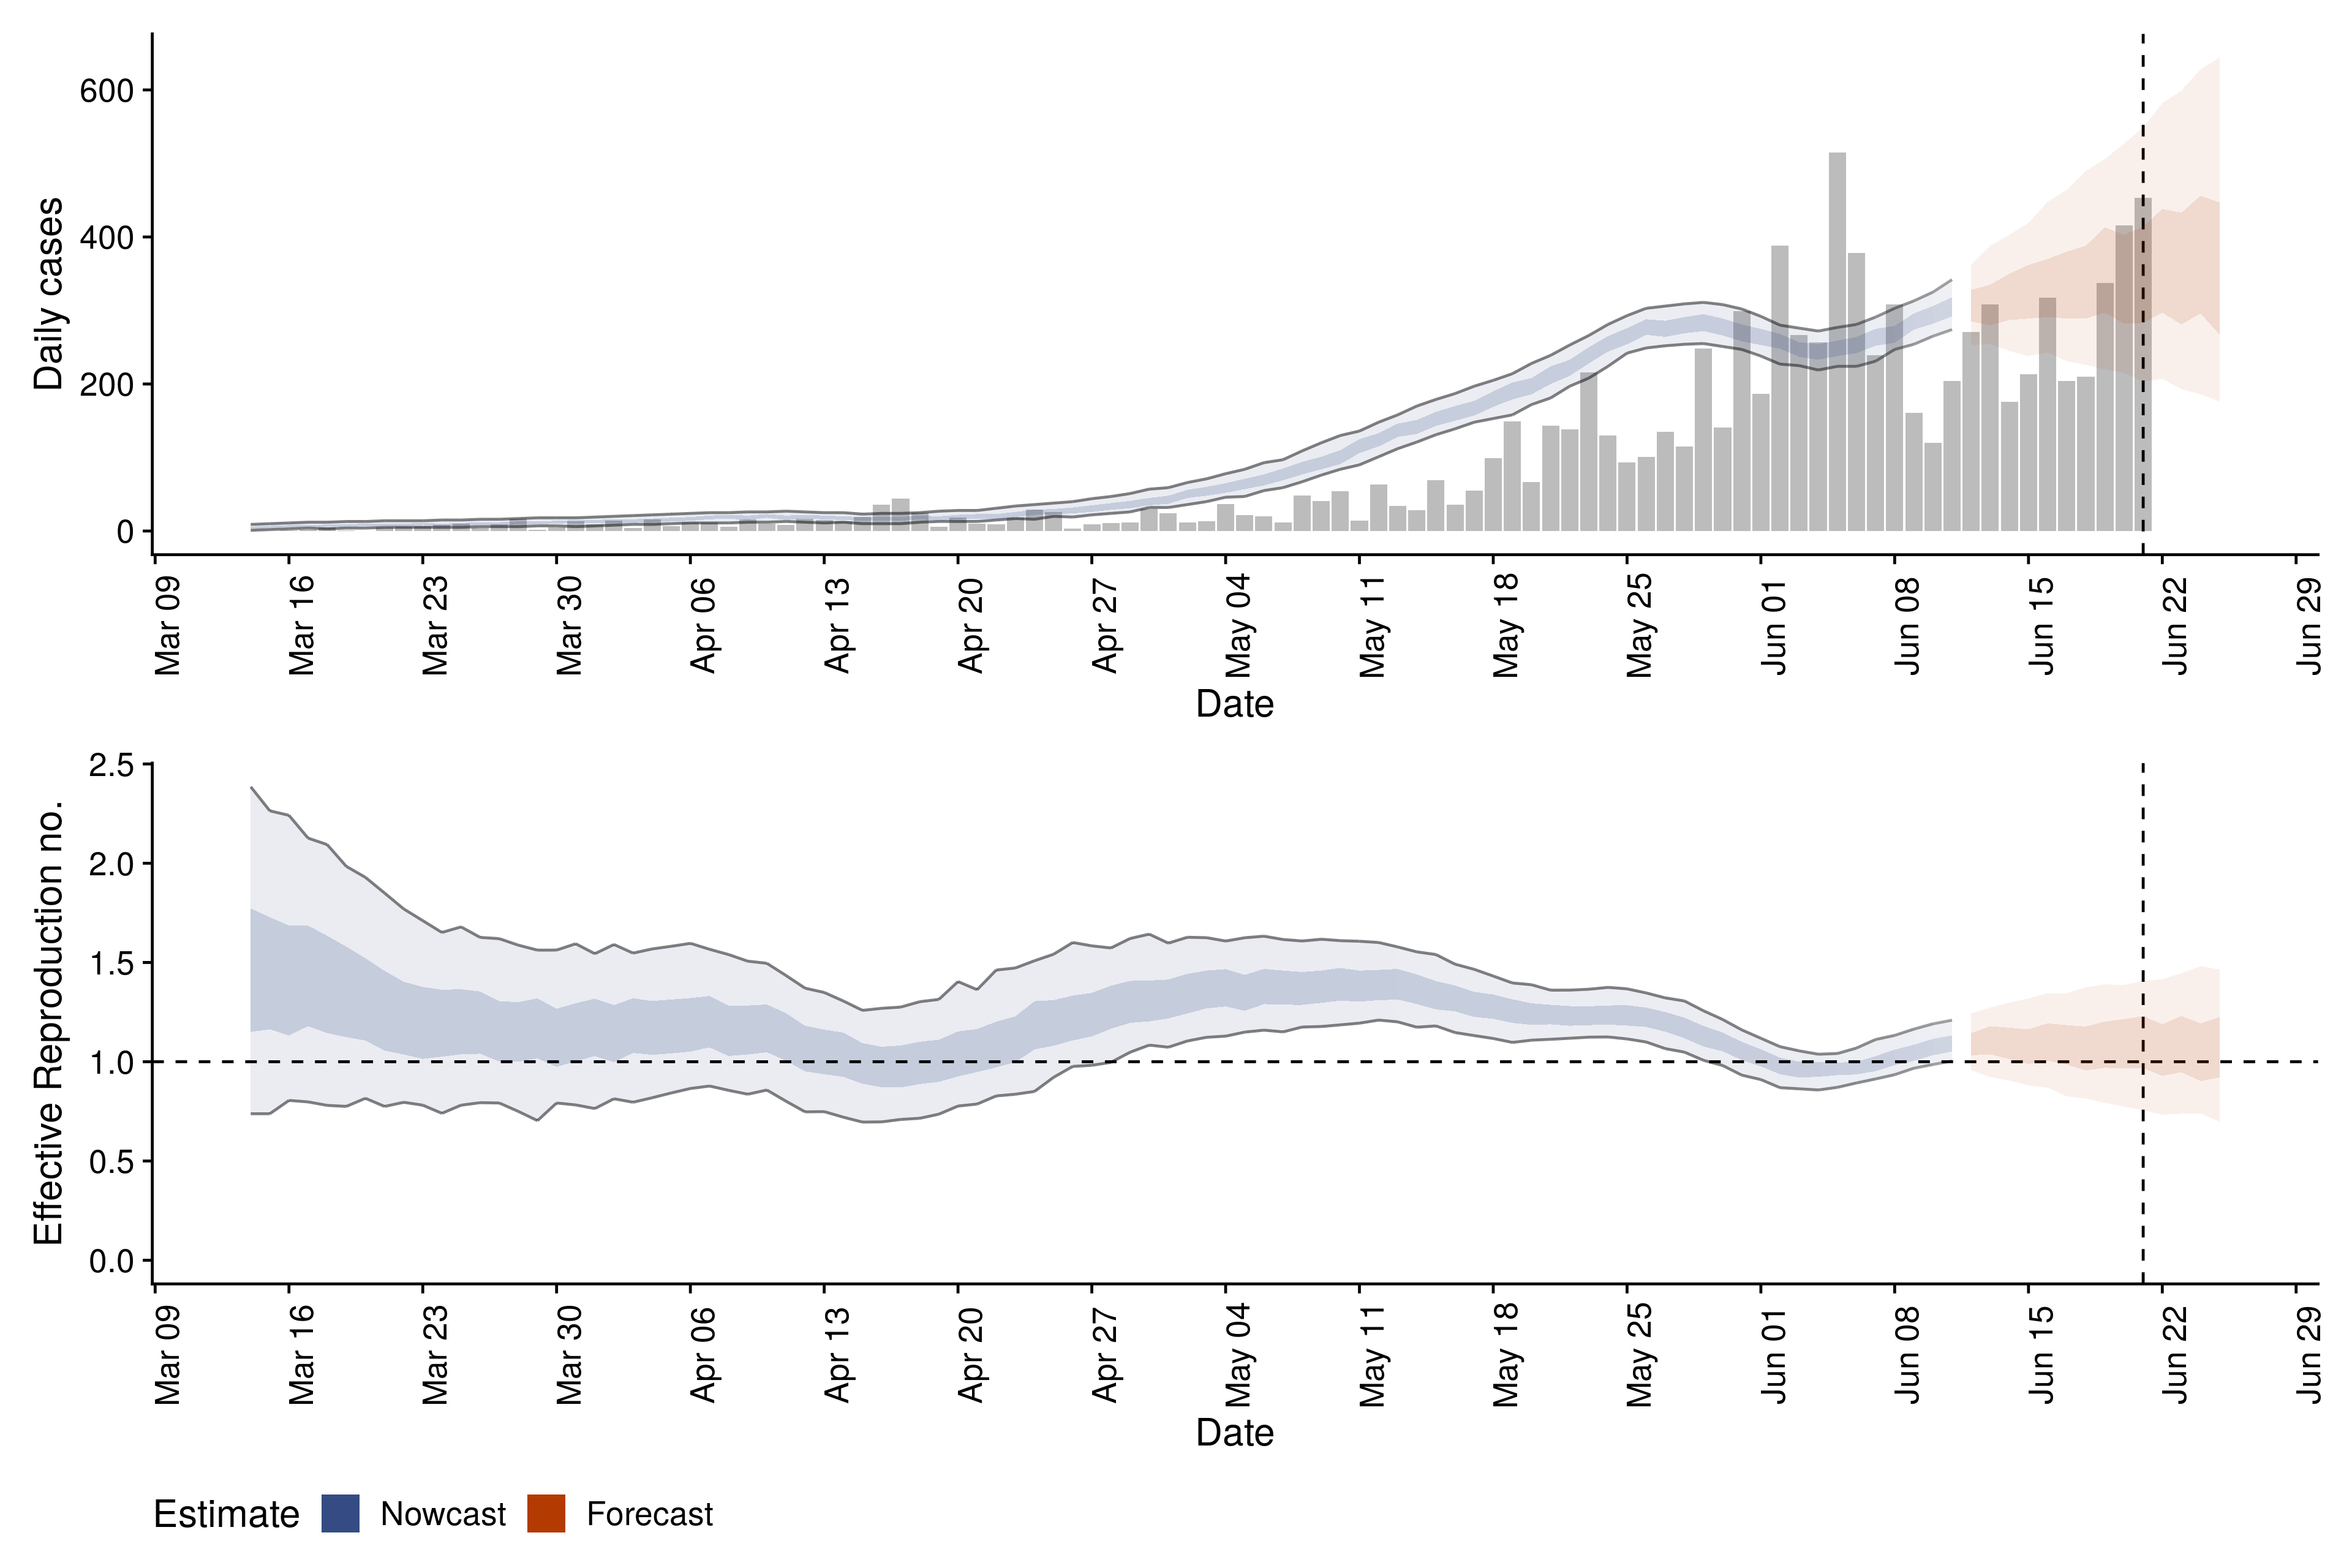 Daily cases
600
400
200
0
Mar 09
Mar 16
Mar 23
Mar 30
Apr 06
Apr 13
Apr 20
Apr 27
May 04
May 11
May 18
May 25
Jun 01
Jun 08
Jun 15
Jun 22
Jun 29
Date
Effective Reproduction no.
2.5
2.0
1.5
1.0
0.5
0.0
Mar 09
Mar 16
Mar 23
Mar 30
Apr 06
Apr 13
Apr 20
Apr 27
May 04
May 11
May 18
May 25
Jun 01
Jun 08
Jun 15
Jun 22
Jun 29
Date
Estimate Nowcast Forecast